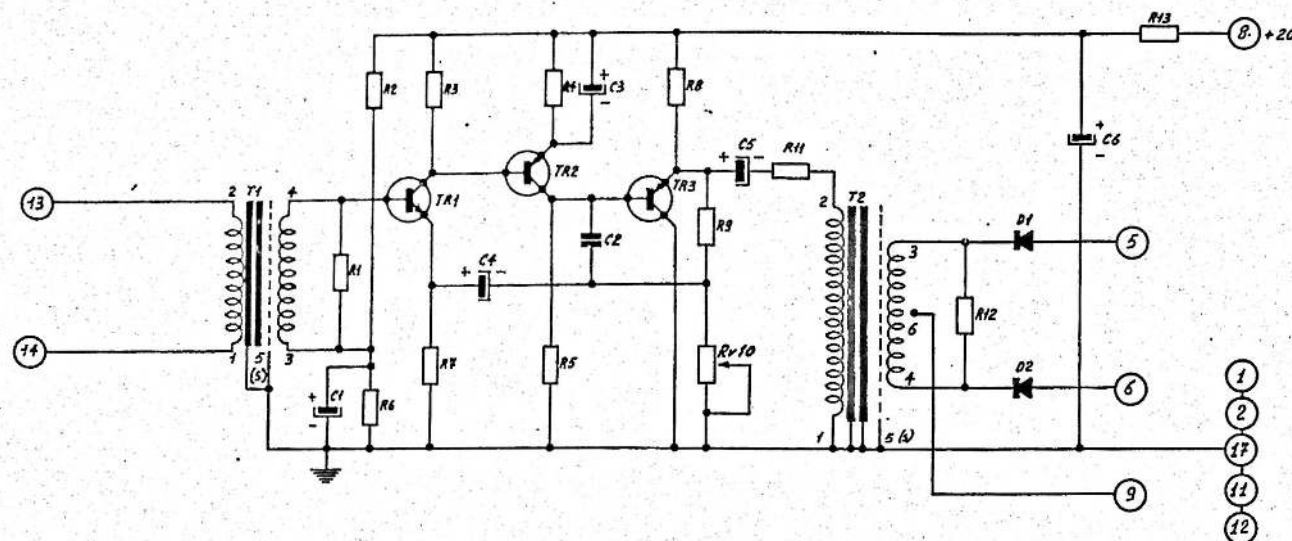 R13
8.
+20
R2
R3
R4
+
C3
-
R8
+
C6
-
+
C5
-
R11
TR2
TR1
TR3
13
2
T1
4
R1
C2
R9
2
T2
D1
5
3
+
C4
-
R12
6
14
1
5
(S)
3
R7
R5
Rv10
4
D2
6
1
+
C1
-
R6
2
1
5 (S)
17
9
11
12